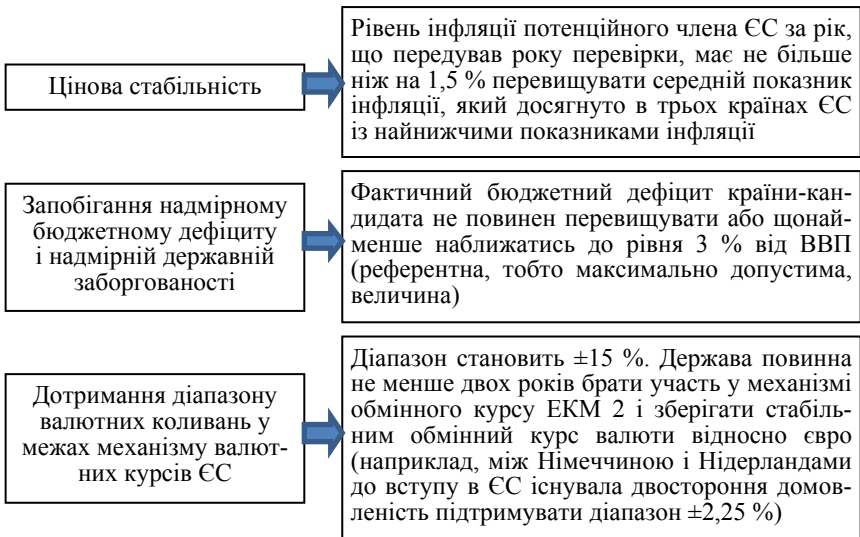 Цінова стабільність
Рівень інфляції потенційного члена ЄС за рік,
що передував року перевірки, має не більше
ніж на 1,5 % перевищувати середній показник
інфляції, який досягнуто в трьох країнах ЄС
із найнижчими показниками інфляції
Запобігання надмірному
бюджетному дефіциту
і надмірній державній
заборгованості
Фактичний бюджетний дефіцит країни-кан-
дидата не повинен перевищувати або щонай-
менше наближатись до рівня 3 % від ВВП
(референтна, тобто максимально допустима,
величина)
Дотримання діапазону
валютних коливань у
межах механізму валют-
них курсів ЄС
Діапазон становить ±15 %. Держава повинна
не менше двох років брати участь у механізмі
обмінного курсу ЕКМ 2 і зберігати стабіль-
ним обмінний курс валюти відносно євро
(наприклад, між Німеччиною і Нідерландами
до вступу в ЄС існувала двостороння домов-
леність підтримувати діапазон ±2,25 %)